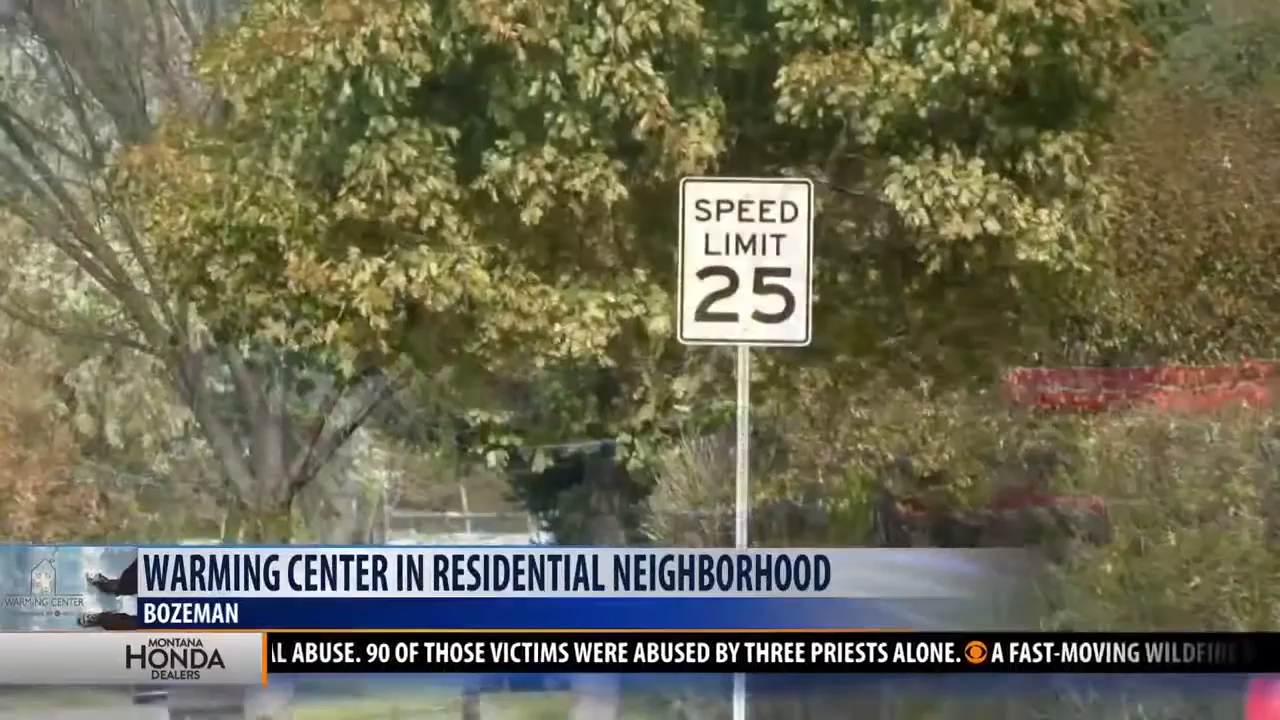 SPEED
LIMIT
25
WARMING CENTER IN RESIDENTIAL NEIGHBORHOOD
WARMING CENTER
BOZEMAN
MONTANA
HONDA
DEALERS
L ABUSE. 90 OF THOSE VICTIMS WERE ABUSED BY THREE PRIESTS ALONE. A FAST-MOVING WILDFI